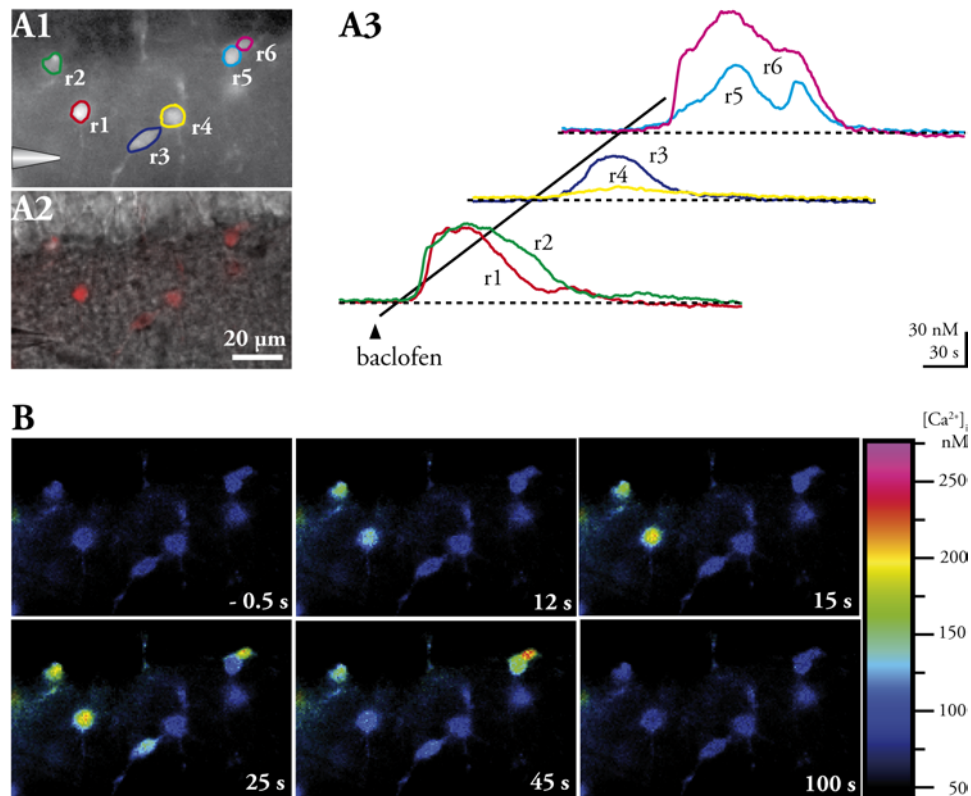 A1
r6
r5
r2
r1
r4
r3
A2
20 µm
A3
r6
r5
r3
r4
r2
r1
baclofen
30 nM
30 s
B
[Ca²⁺]i
nM
250
200
150
100
50
- 0.5 s
12 s
15 s
25 s
45 s
100 s